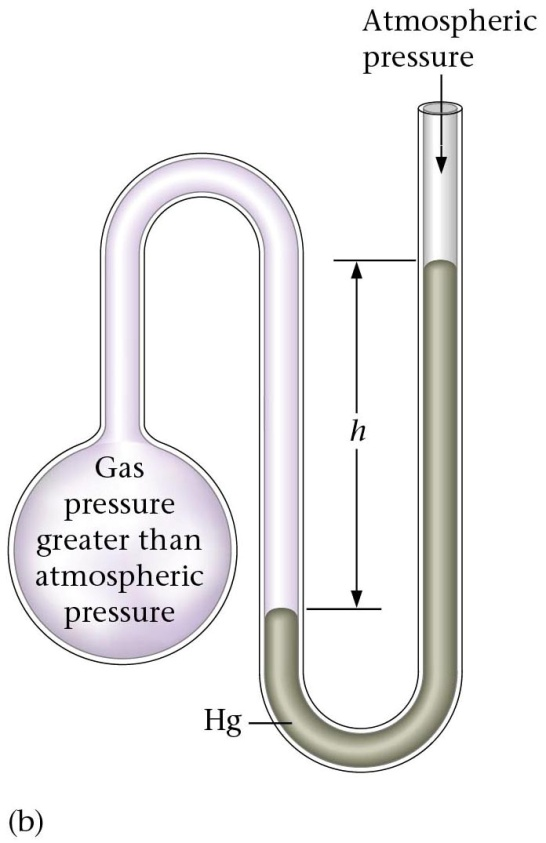 Atmospheric
pressure
h
Gas
pressure
greater than
atmospheric
pressure
Hg
(b)